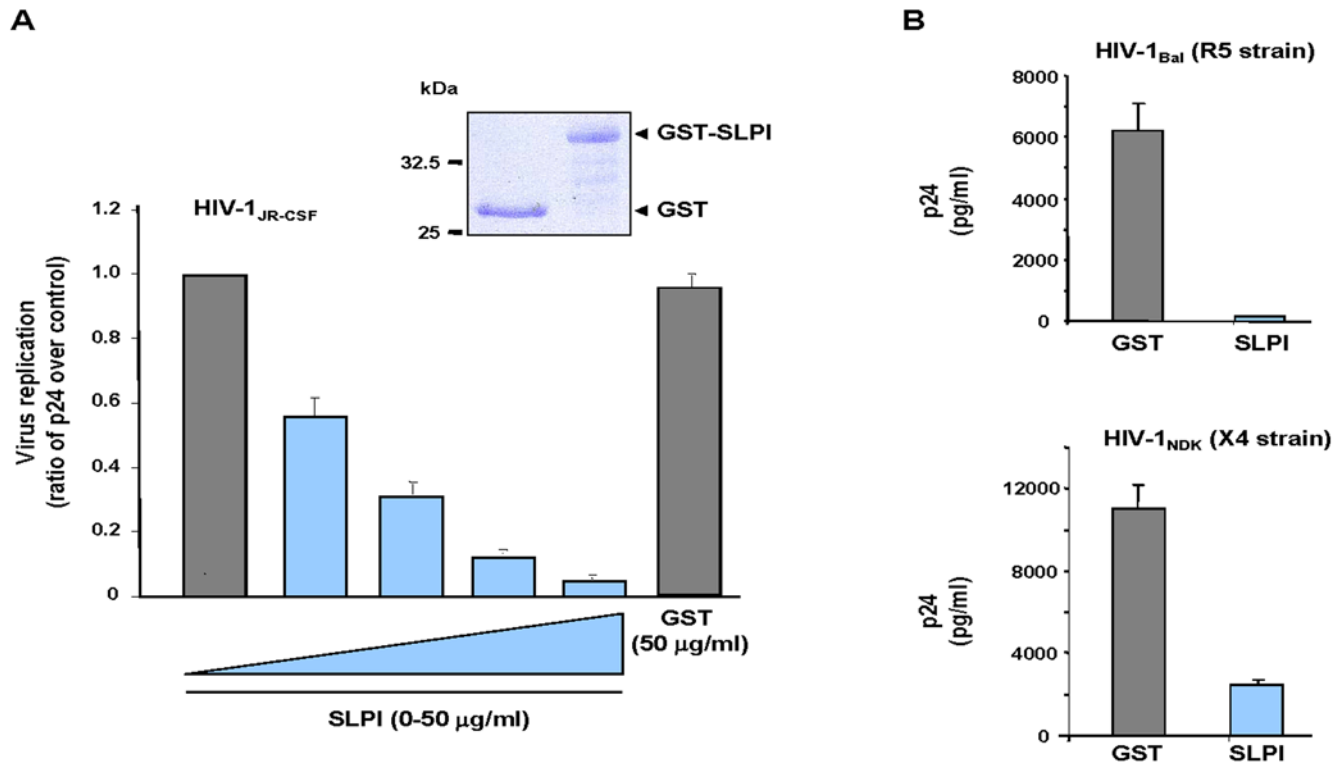 A
kDa
GST-SLPI
32.5
GST
25
HIV-1JR-CSF
Virus replication
(ratio of p24 over control)
1.2
1.0
0.8
0.6
0.4
0.2
0
GST
(50 μg/ml)
SLPI (0-50 μg/ml)
B
HIV-1Bal (R5 strain)
p24
(pg/ml)
8000
6000
4000
2000
0
GST SLPI
HIV-1NDK (X4 strain)
p24
(pg/ml)
12000
8000
4000
0
GST SLPI